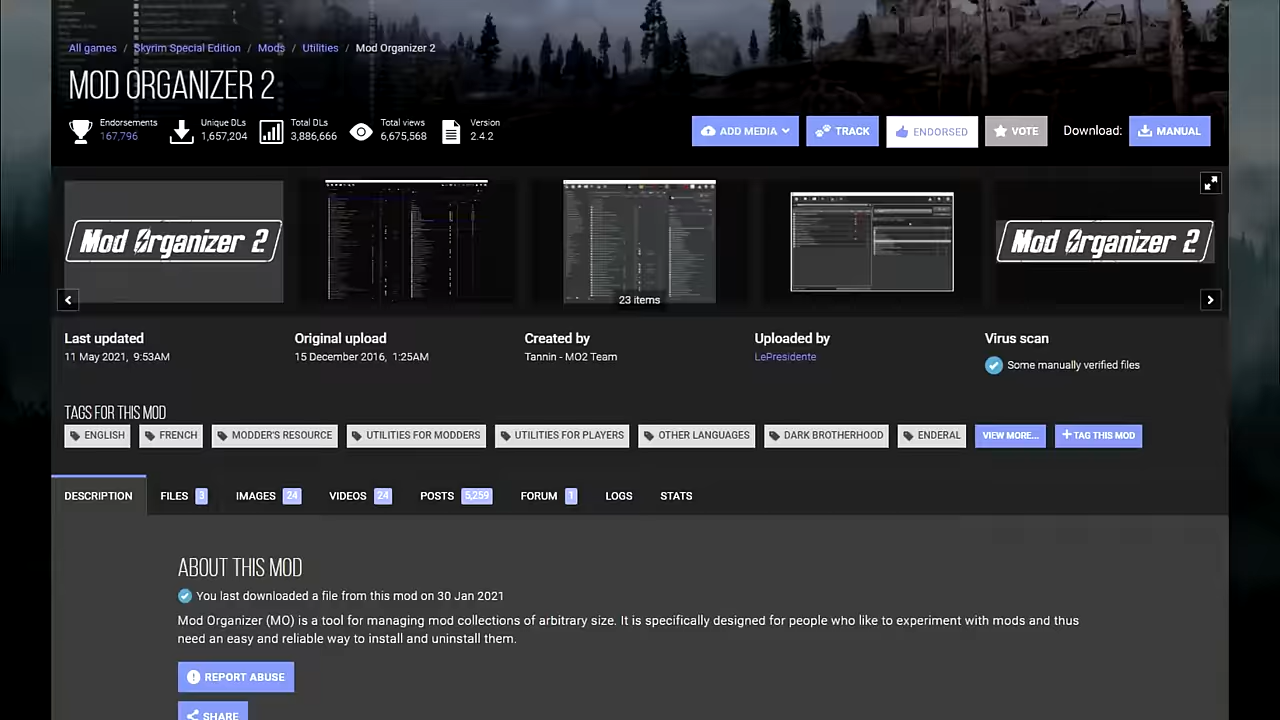 All games / Skyrim Special Edition / Mods / Utilities / Mod Organizer 2
MOD ORGANIZER 2
Endorsements
167,796
Unique DLs
1,657,204
Total DLs
3,886,666
Total views
6,675,568
Version
2.4.2
ADD MEDIA
TRACK
ENDORSED
VOTE
Download:
MANUAL
Mod Organizer 2
23 items
Mod Organizer 2
Last updated
11 May 2021, 9:53AM
Original upload
15 December 2016, 1:25AM
Created by
Tannin - MO2 Team
Uploaded by
LePresidente
Virus scan
Some manually verified files
TAGS FOR THIS MOD
ENGLISH
FRENCH
MODDER'S RESOURCE
UTILITIES FOR MODDERS
UTILITIES FOR PLAYERS
OTHER LANGUAGES
DARK BROTHERHOOD
ENDERAL
VIEW MORE...
+ TAG THIS MOD
DESCRIPTION
FILES 3
IMAGES 24
VIDEOS 24
POSTS 5,259
FORUM 1
LOGS
STATS
ABOUT THIS MOD
You last downloaded a file from this mod on 30 Jan 2021
Mod Organizer (MO) is a tool for managing mod collections of arbitrary size. It is specifically designed for people who like to experiment with mods and thus
need an easy and reliable way to install and uninstall them.
REPORT ABUSE
SHARE